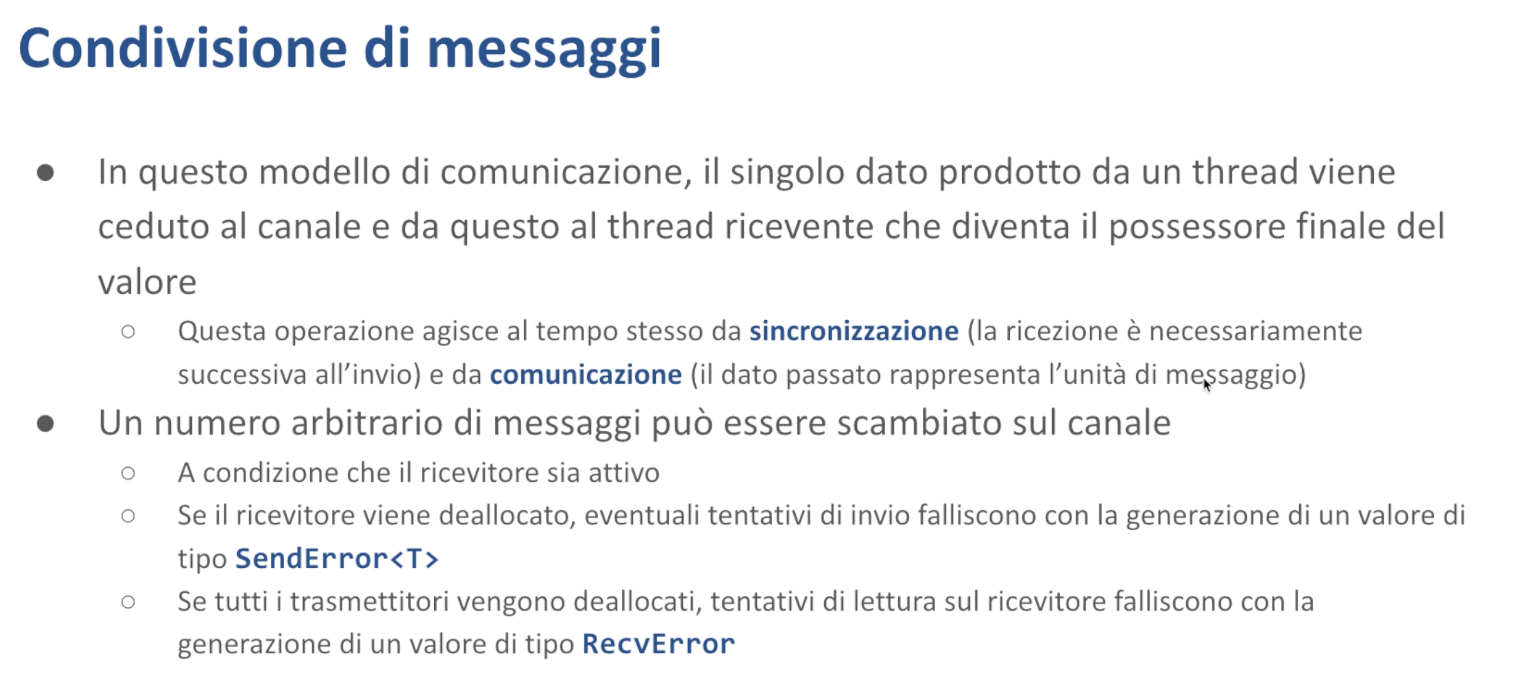 Condivisione di messaggi
● In questo modello di comunicazione, il singolo dato prodotto da un thread viene
ceduto al canale e da questo al thread ricevente che diventa il possessore finale del
valore
○ Questa operazione agisce al tempo stesso da sincronizzazione (la ricezione è necessariamente
successiva all’invio) e da comunicazione (il dato passato rappresenta l’unità di messaggio)
● Un numero arbitrario di messaggi può essere scambiato sul canale
○ A condizione che il ricevitore sia attivo
○ Se il ricevitore viene deallocato, eventuali tentativi di invio falliscono con la generazione di un valore di
tipo SendError<T>
○ Se tutti i trasmettitori vengono deallocati, tentativi di lettura sul ricevitore falliscono con la
generazione di un valore di tipo RecvError